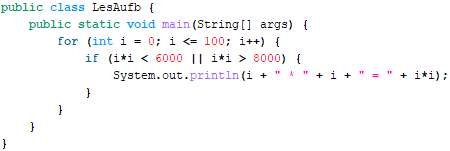 public class LesAufb {
    public static void main(String[] args) {
        for (int i = 0; i <= 100; i++) {
            if (i*i < 6000 || i*i > 8000) {
                System.out.println(i + " * " + i + " = " + i*i);
            }
        }
    }
}